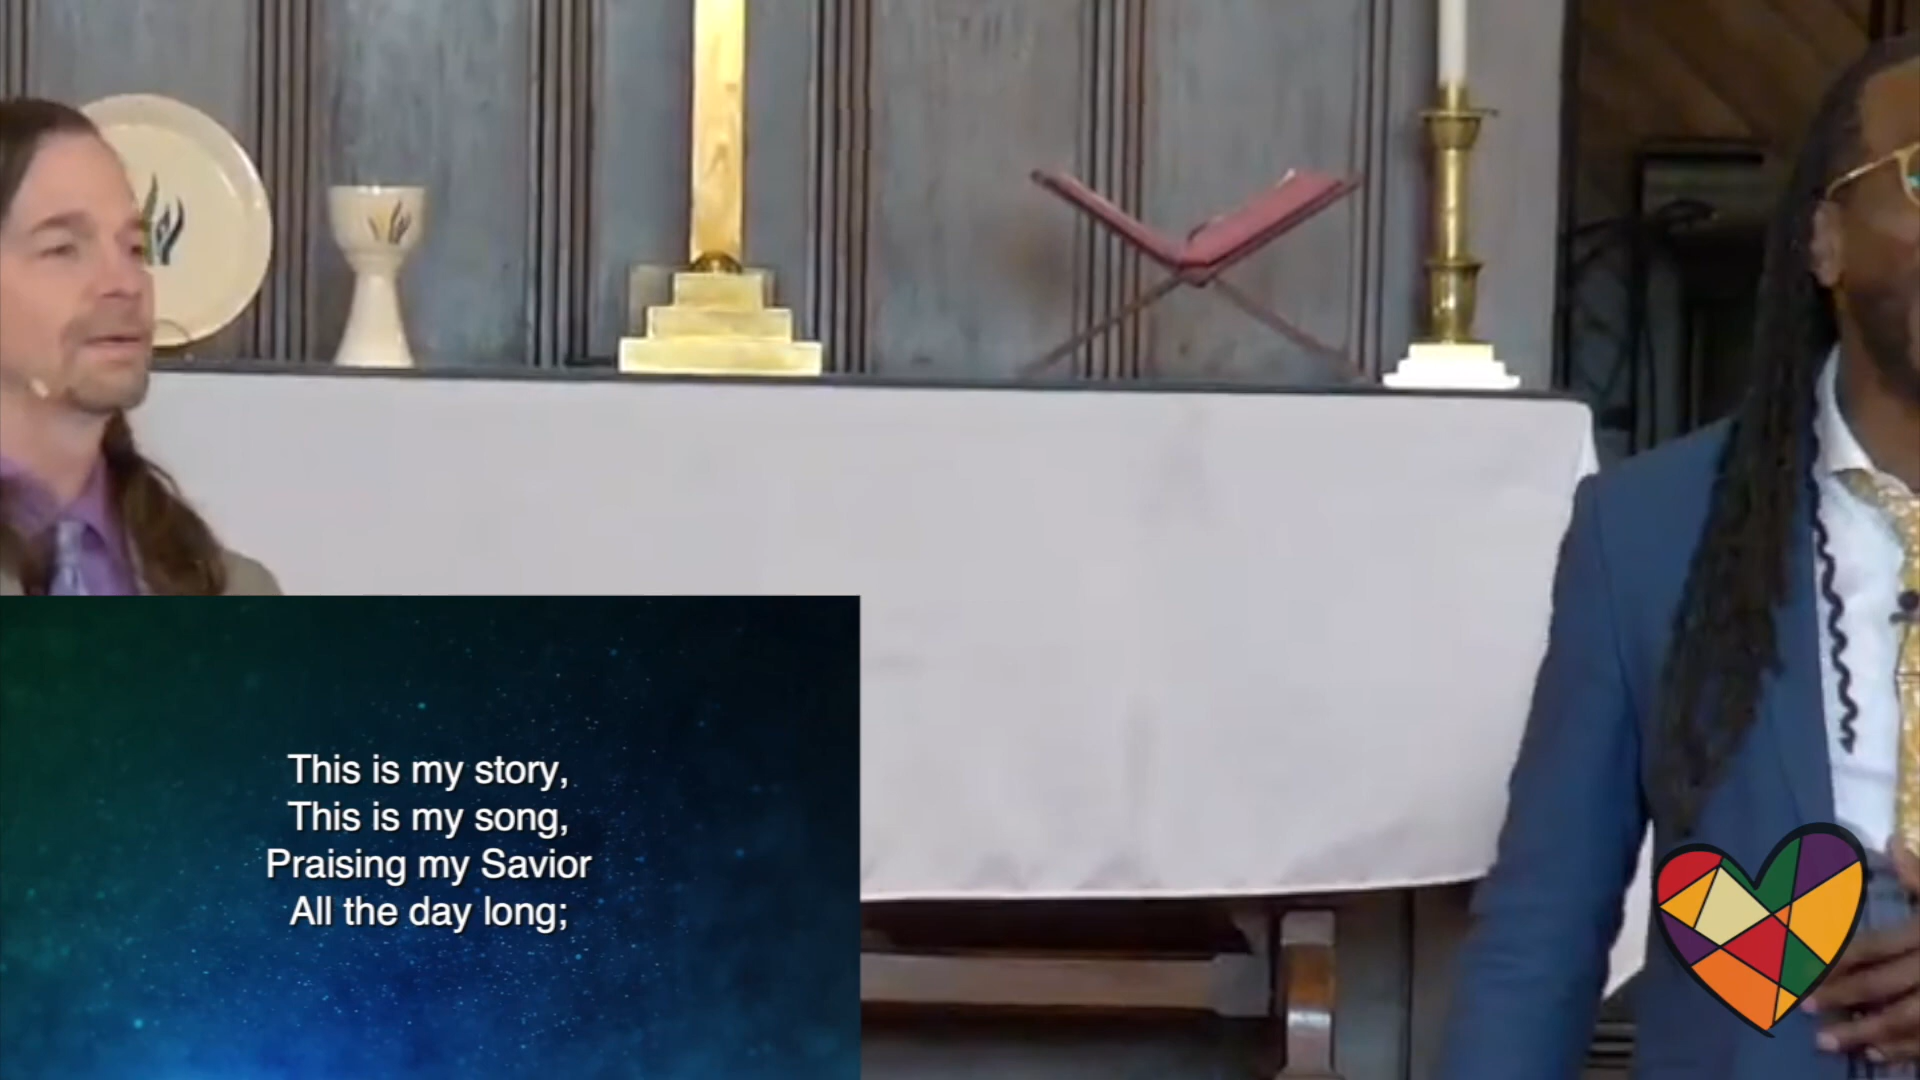 This is my story,
This is my song,
Praising my Savior
All the day long;